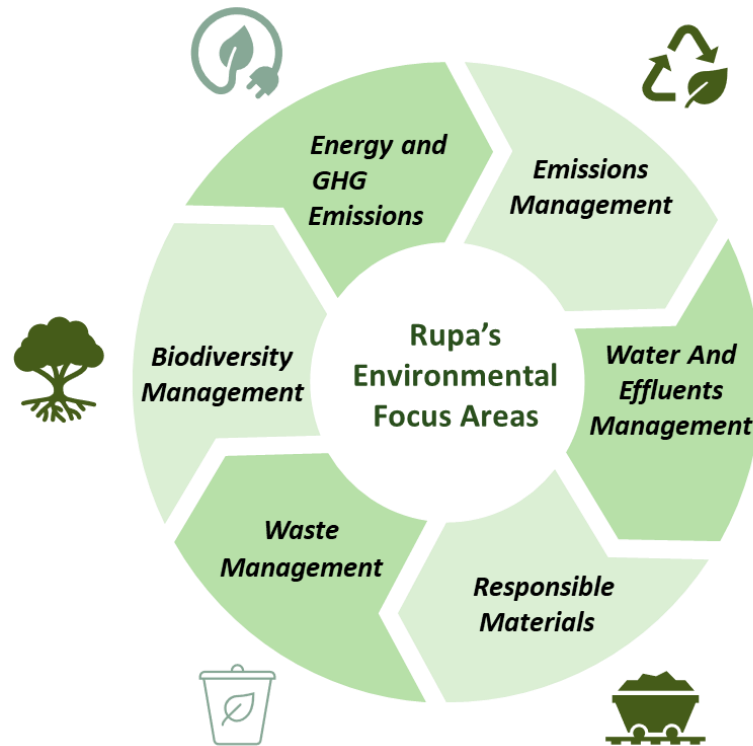 Energy and
GHG
Emissions
Emissions
Management
Rupa's
Environmental
Focus Areas
Water And
Effluents
Management
Biodiversity
Management
Waste
Management
Responsible
Materials